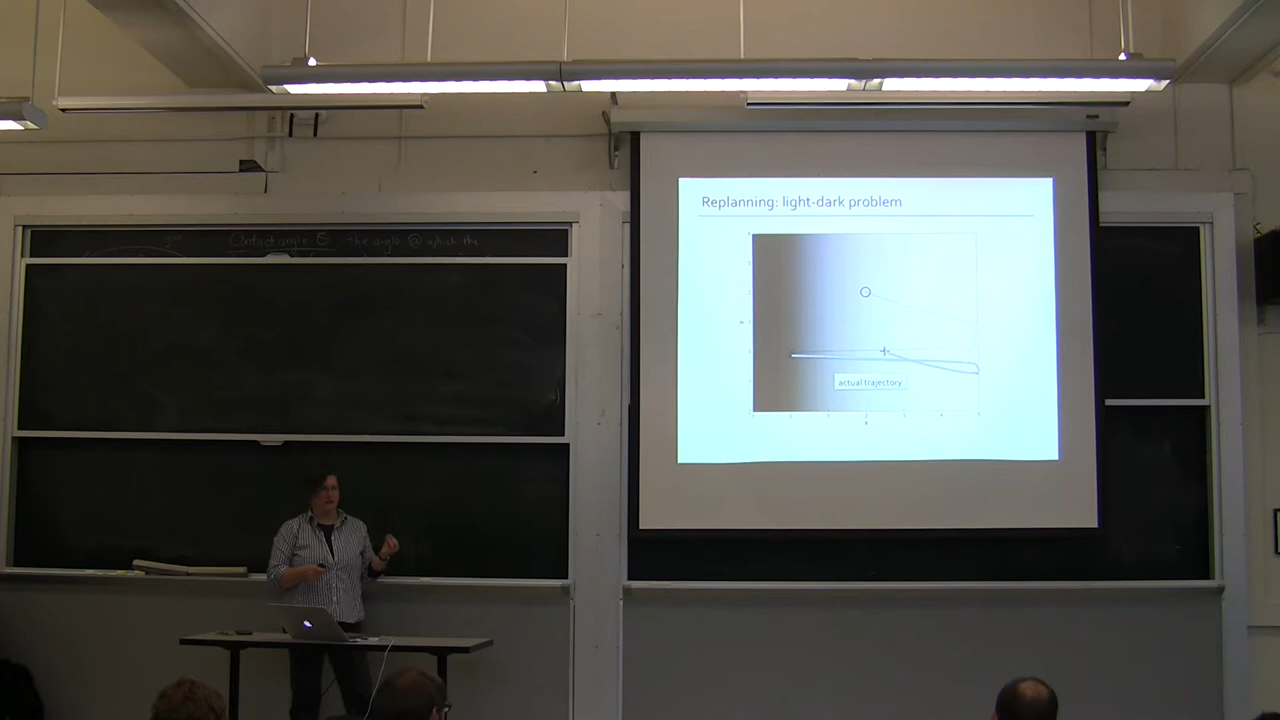 Contact angle Θ the angle @ which the
Replanning: light-dark problem
actual trajectory